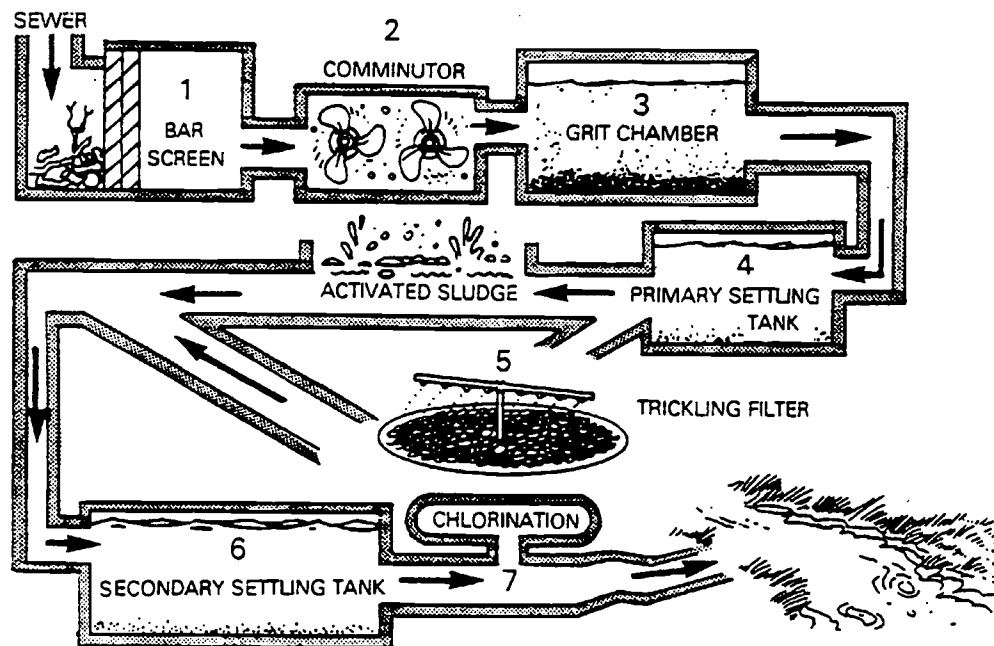 SEWER
1
BAR
SCREEN
2
COMMINUTOR
3
GRIT CHAMBER
4
PRIMARY SETTLING
TANK
ACTIVATED SLUDGE
5
TRICKLING FILTER
6
SECONDARY SETTLING TANK
CHLORINATION
7